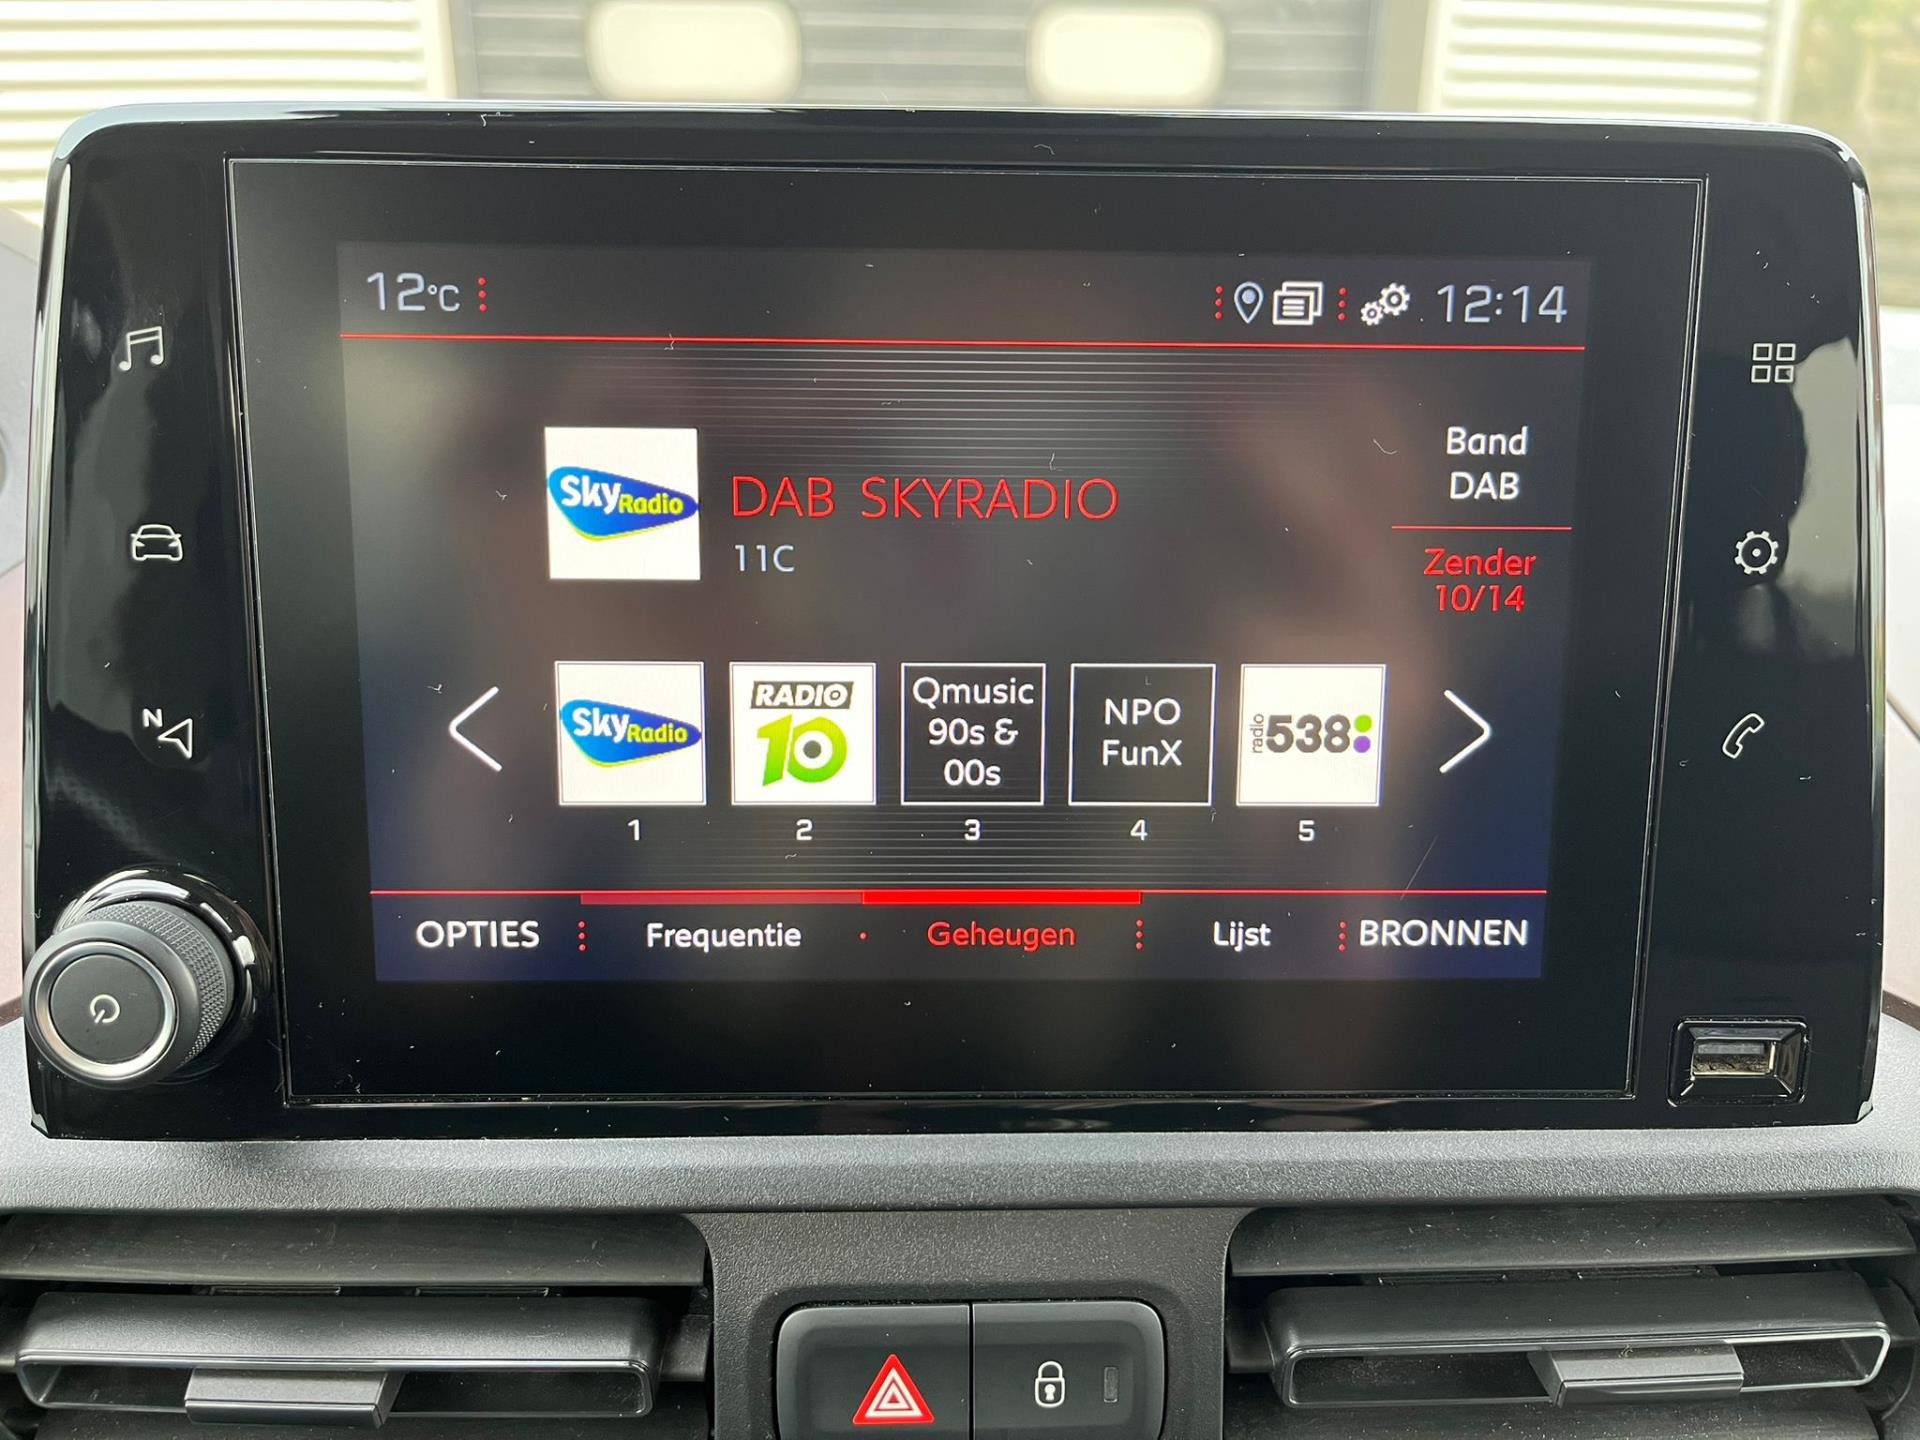 12°C
12:14
Band
DAB
Sky Radio
DAB SKYRADIO
11C
Zender
10/14
Sky Radio
RADIO
10
Qmusic
90s &
00s
NPO
FunX
radio 538
1
2
3
4
5
OPTIES
Frequentie
Geheugen
Lijst
BRONNEN
N